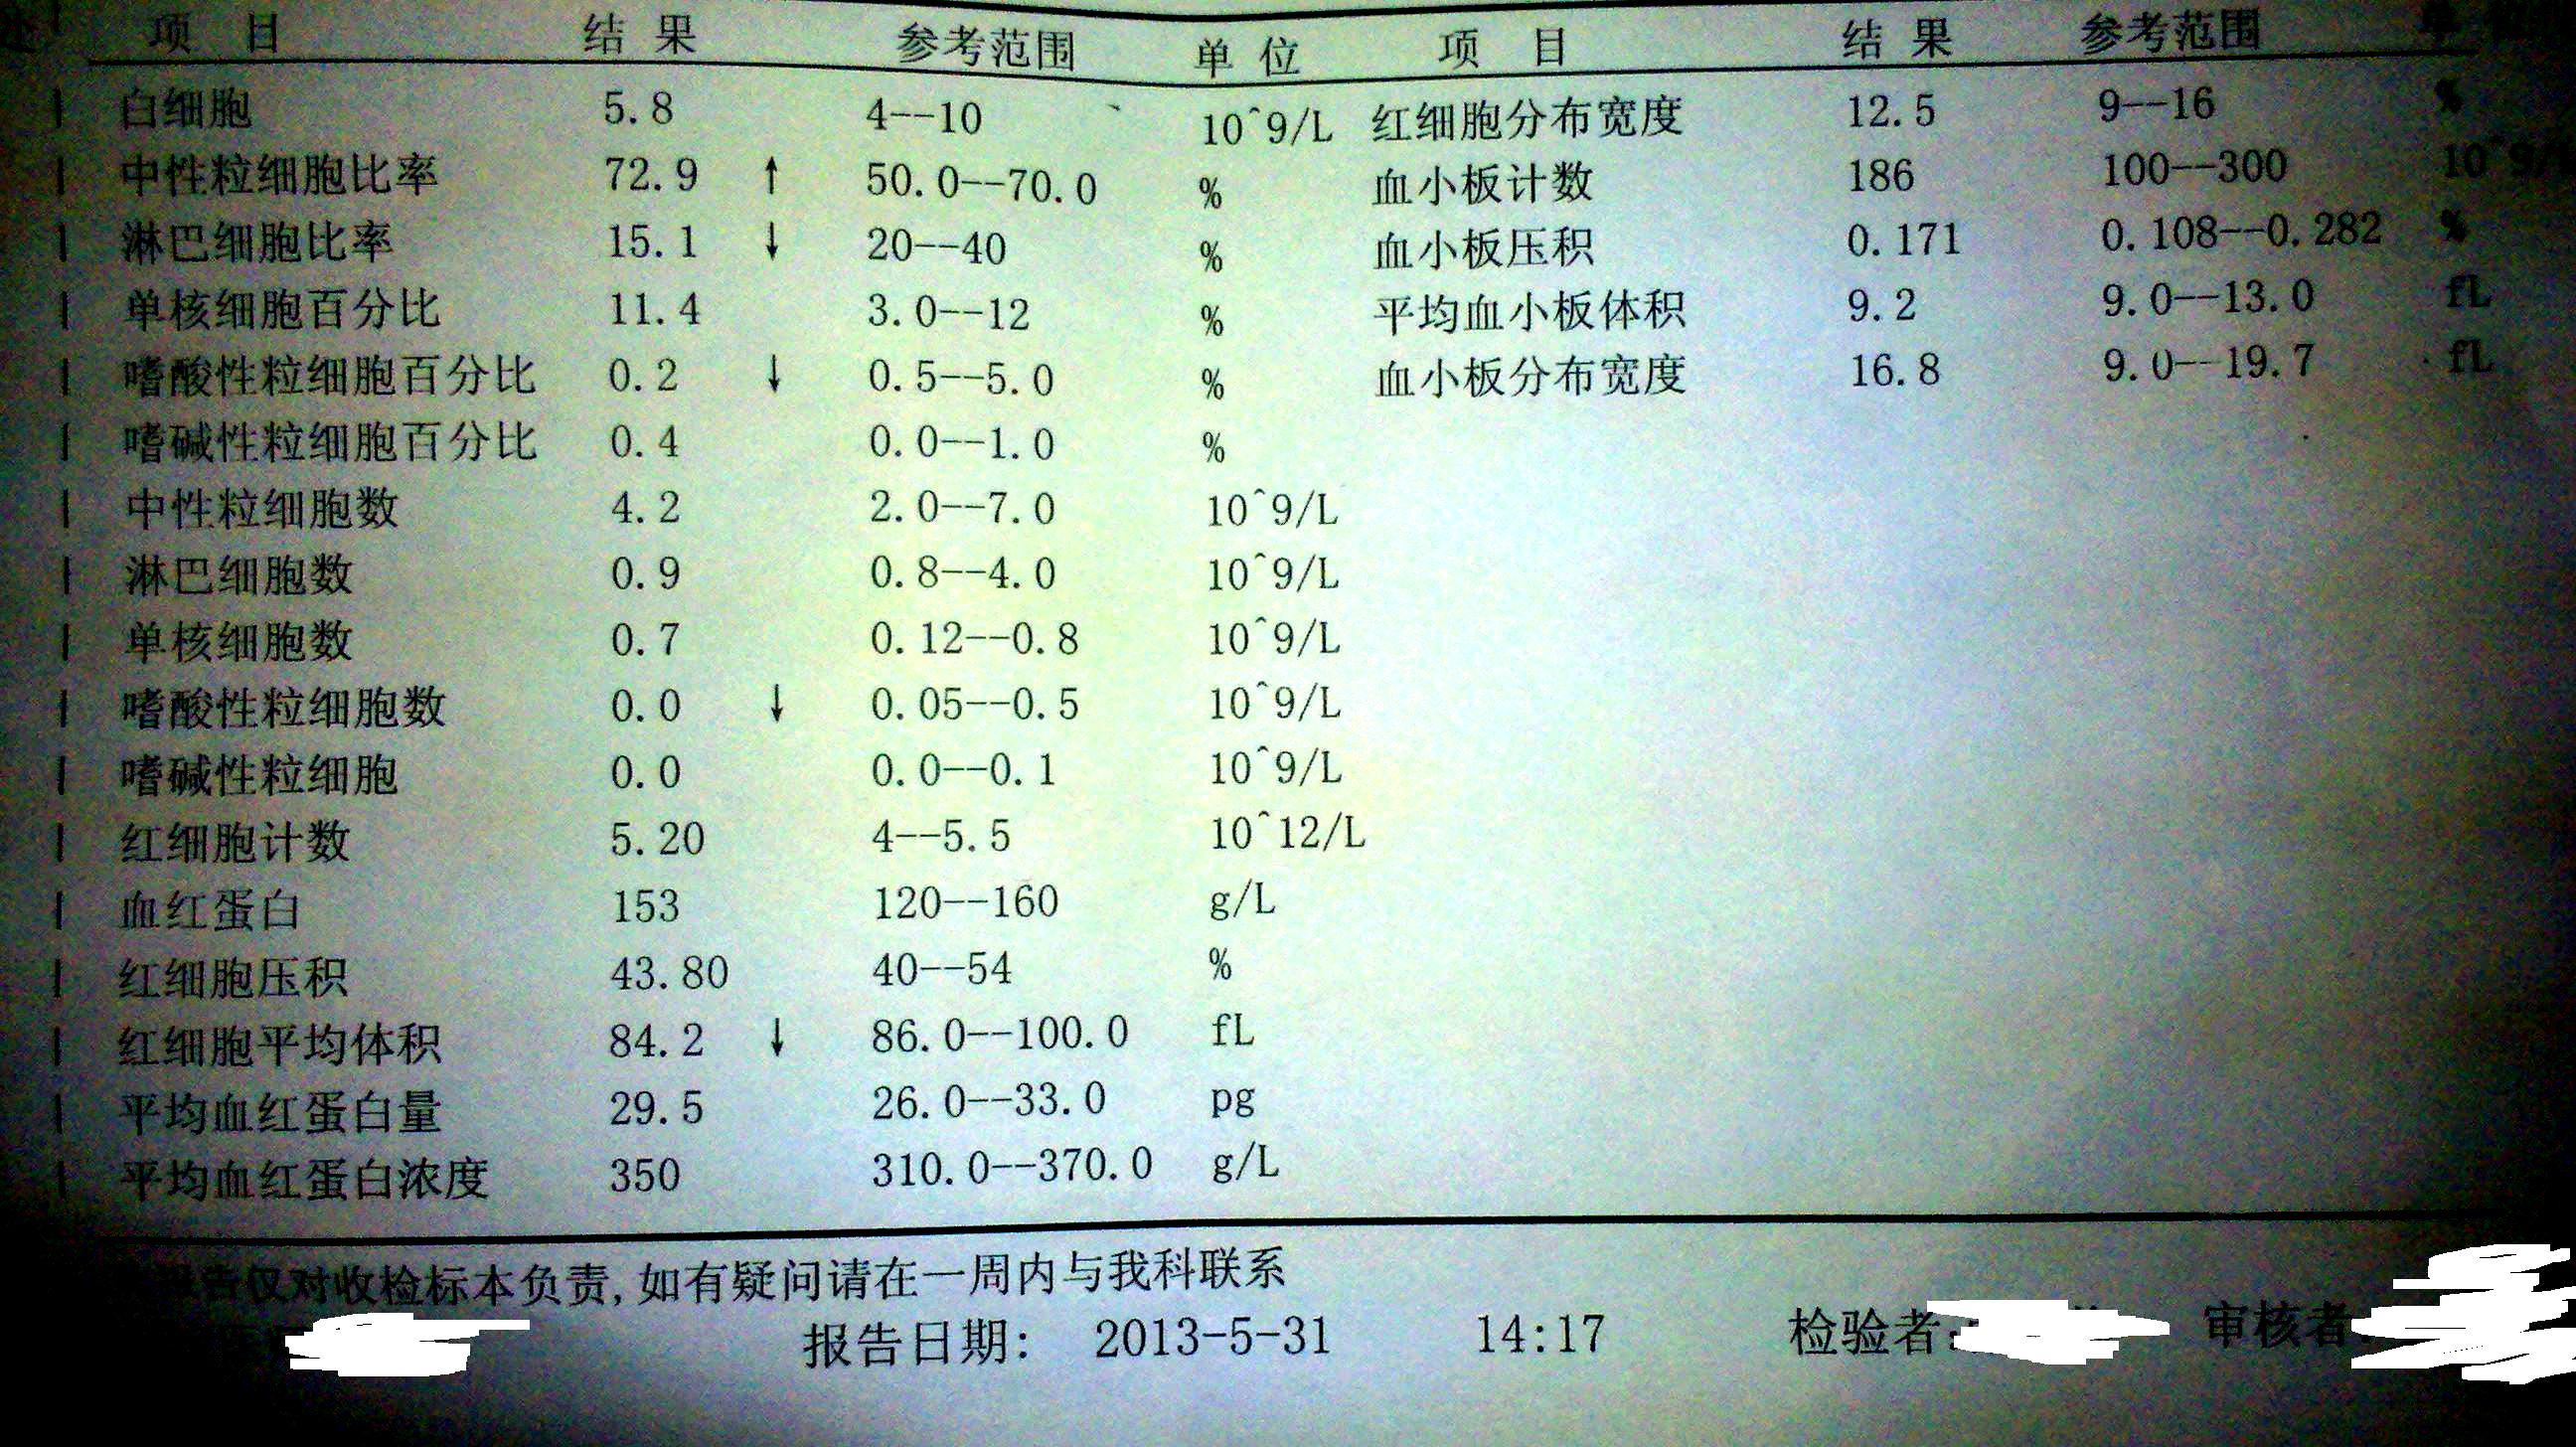 项 目 结 果 参考范围 单 位 项 目 结 果 参考范围
白细胞 5.8 4--10 10^9/L 红细胞分布宽度 12.5 9--16 %
中性粒细胞比率 72.9 ↑ 50.0--70.0 % 血小板计数 186 100--300 10^9/
淋巴细胞比率 15.1 ↓ 20--40 % 血小板压积 0.171 0.108--0.282 %
单核细胞百分比 11.4 3.0--12 % 平均血小板体积 9.2 9.0--13.0 fL
嗜酸性粒细胞百分比 0.2 ↓ 0.5--5.0 % 血小板分布宽度 16.8 9.0--19.7 fL
嗜碱性粒细胞百分比 0.4 0.0--1.0 %
中性粒细胞数 4.2 2.0--7.0 10^9/L
淋巴细胞数 0.9 0.8--4.0 10^9/L
单核细胞数 0.7 0.12--0.8 10^9/L
嗜酸性粒细胞数 0.0 ↓ 0.05--0.5 10^9/L
嗜碱性粒细胞 0.0 0.0--0.1 10^9/L
红细胞计数 5.20 4--5.5 10^12/L
血红蛋白 153 120--160 g/L
红细胞压积 43.80 40--54 %
红细胞平均体积 84.2 ↓ 86.0--100.0 fL
平均血红蛋白量 29.5 26.0--33.0 pg
平均血红蛋白浓度 350 310.0--370.0 g/L
告仅对收检标本负责,如有疑问请在一周内与我科联系
报告日期: 2013-5-31 14:17 检验者: 审核者: